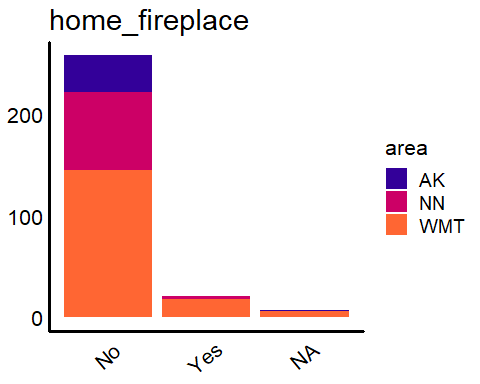 home_fireplace
200
100
0
No
Yes
NA
area
AK
NN
WMT